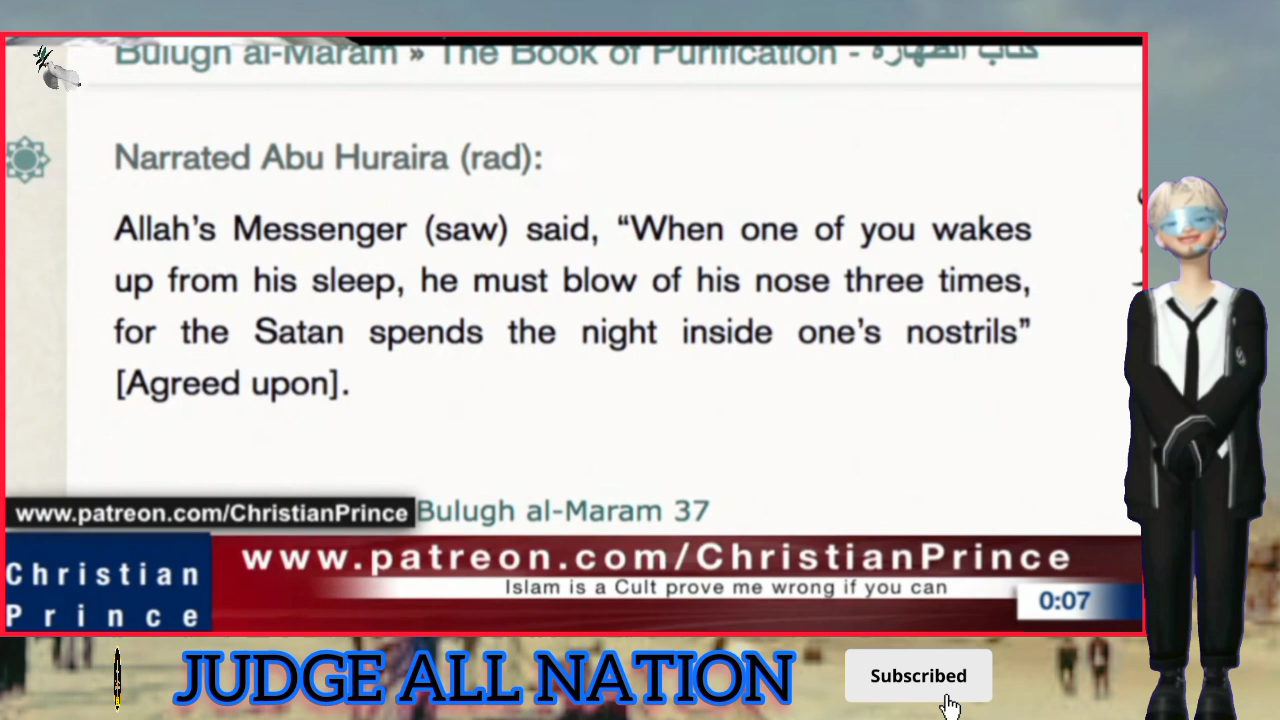 Bulugh al-Maram » The Book of Purification - كتاب الطهارة
Narrated Abu Huraira (rad):
Allah's Messenger (saw) said, “When one of you wakes
up from his sleep, he must blow of his nose three times,
for the Satan spends the night inside one's nostrils”
[Agreed upon].
www.patreon.com/ChristianPrince Bulugh al-Maram 37
Christian
Prince
www.patreon.com/ChristianPrince
Islam is a Cult prove me wrong if you can
0:07
JUDGE ALL NATION
Subscribed